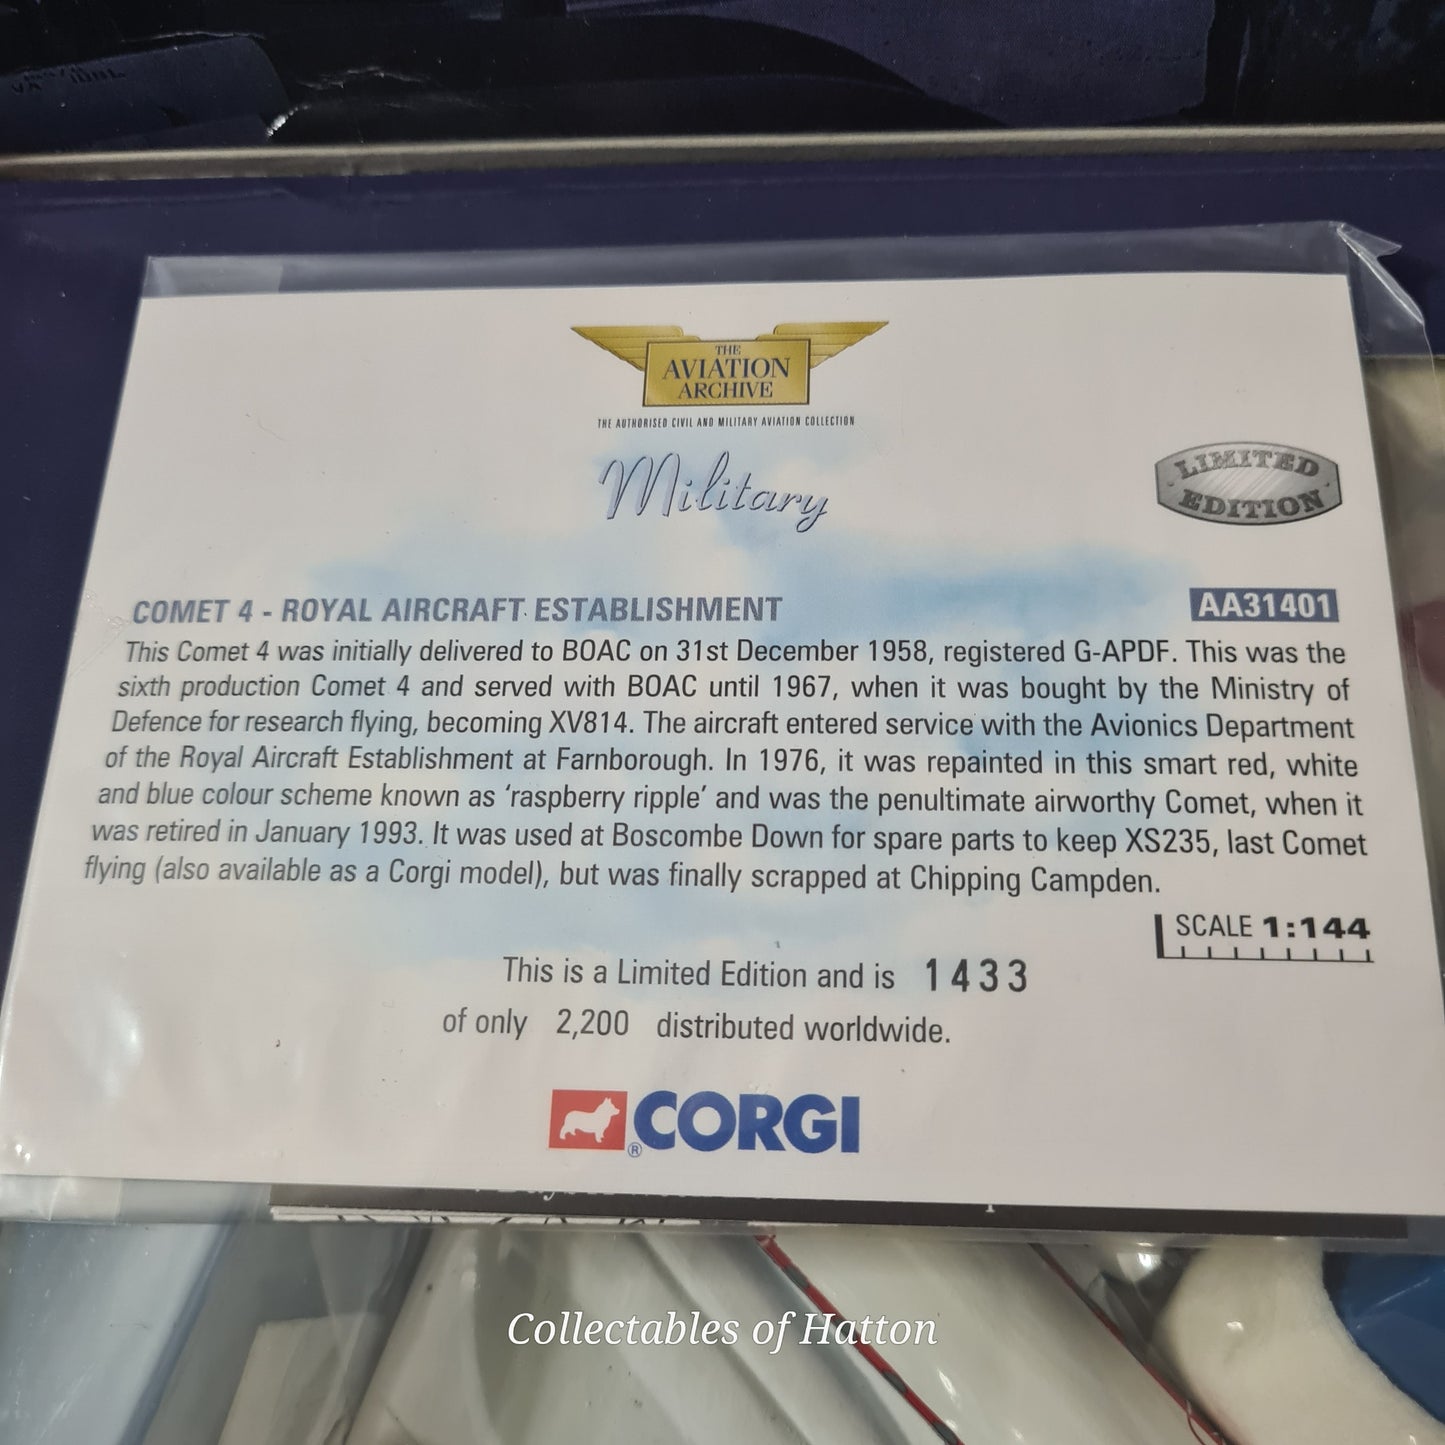 THE
AVIATION
ARCHIVE
THE AUTHORISED CIVIL AND MILITARY AVIATION COLLECTION
Military
LIMITED
EDITION
COMET 4 - ROYAL AIRCRAFT ESTABLISHMENT
AA31401
This Comet 4 was initially delivered to BOAC on 31st December 1958, registered G-APDF. This was the
sixth production Comet 4 and served with BOAC until 1967, when it was bought by the Ministry of
Defence for research flying, becoming XV814. The aircraft entered service with the Avionics Department
of the Royal Aircraft Establishment at Farnborough. In 1976, it was repainted in this smart red, white
and blue colour scheme known as ‘raspberry ripple’ and was the penultimate airworthy Comet, when it
was retired in January 1993. It was used at Boscombe Down for spare parts to keep XS235, last Comet
flying (also available as a Corgi model), but was finally scrapped at Chipping Campden.
SCALE 1:144
This is a Limited Edition and is 1433
of only 2,200 distributed worldwide.
CORGI®
Collectables of Hatton